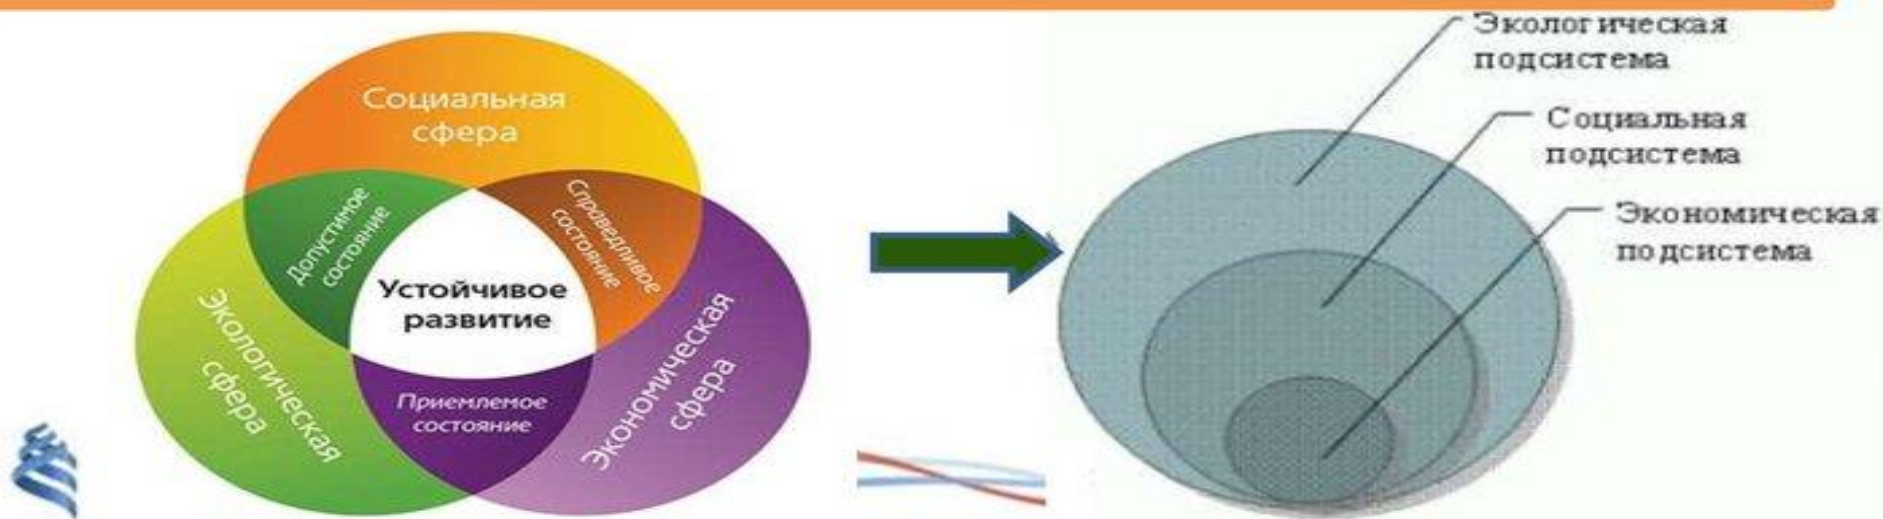 Социальная
сфера
Допустимое
состояние
Справедливое
состояние
Устойчивое
развитие
Экологическая
сфера
Экономическая
сфера
Приемлемое
состояние
Экологическая
подсистема
Социальная
подсистема
Экономическая
подсистема